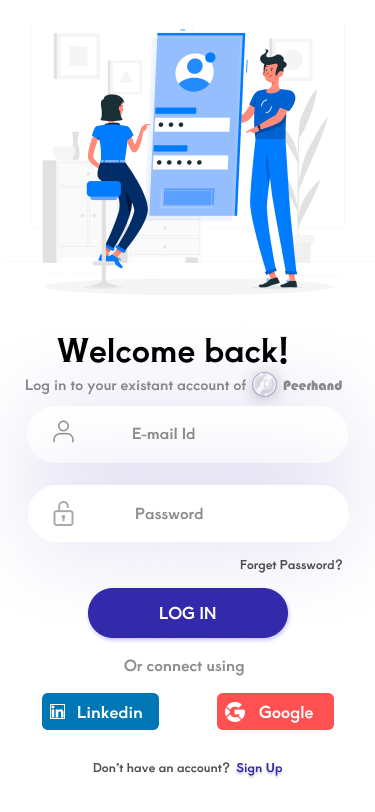 Welcome back!
Log in to your existant account of Peerhand
E-mail Id
Password
Forget Password?
LOG IN
Or connect using
in Linkedin
G Google
Don't have an account? Sign Up